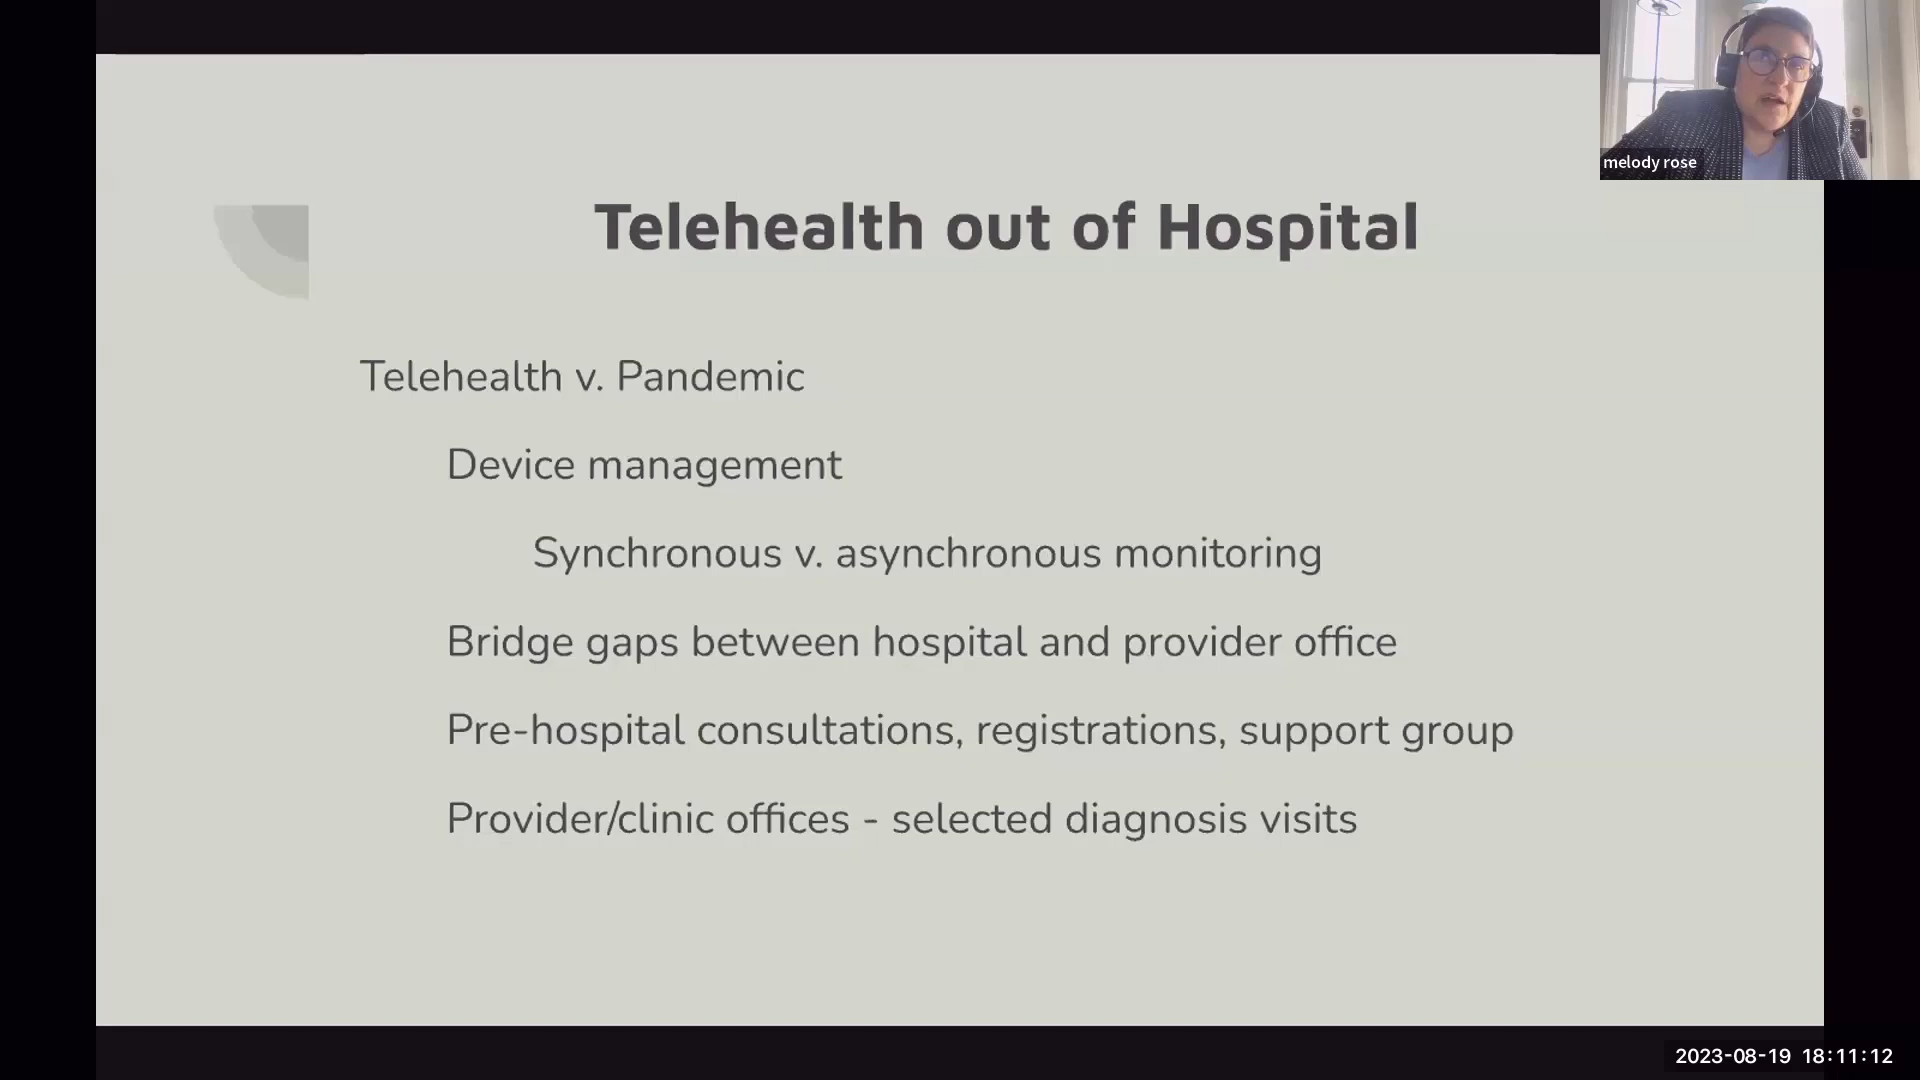 melody rose
Telehealth out of Hospital
Telehealth v. Pandemic
Device management
Synchronous v. asynchronous monitoring
Bridge gaps between hospital and provider office
Pre-hospital consultations, registrations, support group
Provider/clinic offices - selected diagnosis visits
2023-08-19 18:11:12